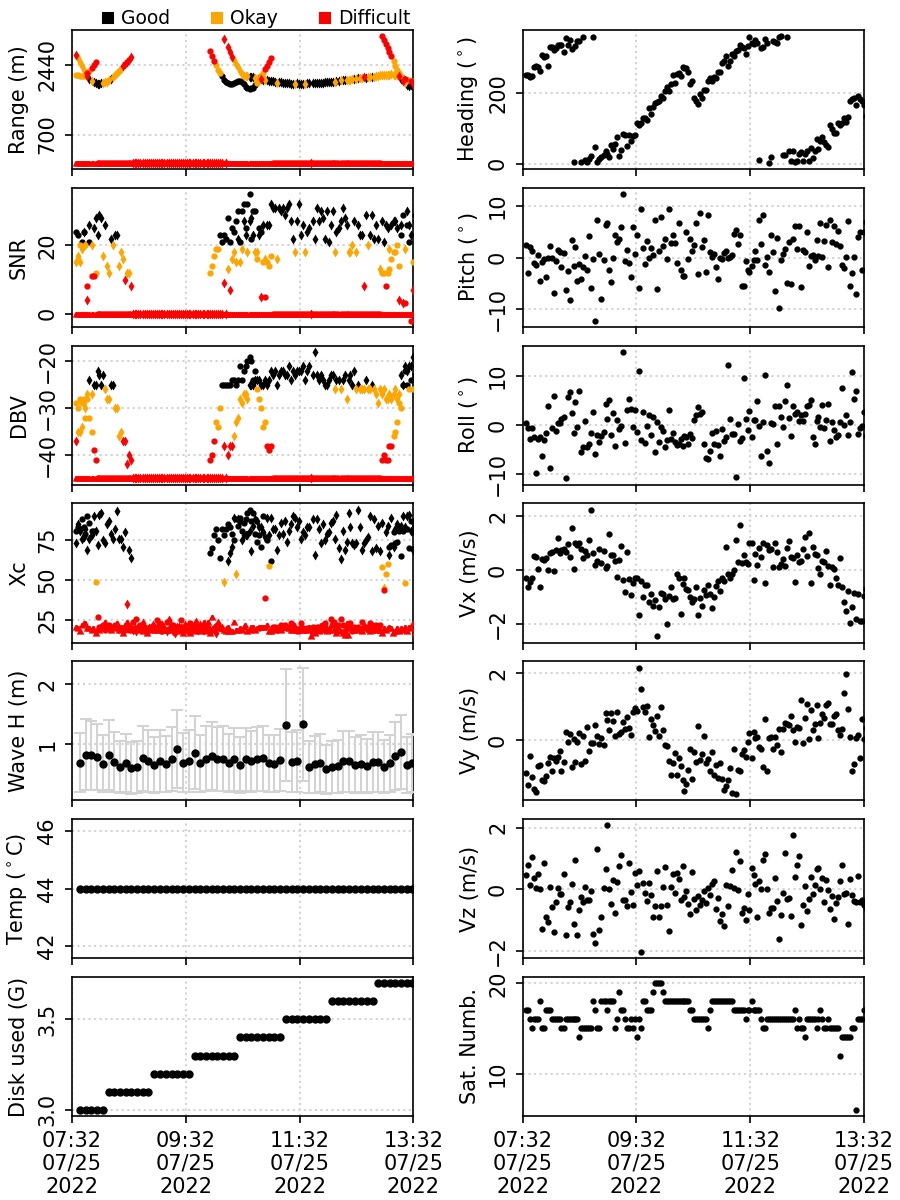 Good Okay Difficult
Range (m)
2440
700
SNR
20
0
DBV
−20
−30
−40
Xc
75
50
25
Wave H (m)
2
1
Temp (°C)
46
44
42
Disk used (G)
3.5
3.0
07:32 09:32 11:32 13:32
07/25 07/25 07/25 07/25
2022 2022 2022 2022
Heading (°)
200
0
Pitch (°)
10
0
−10
Roll (°)
10
0
−10
Vx (m/s)
2
0
−2
Vy (m/s)
2
0
Vz (m/s)
2
0
−2
Sat. Numb.
20
10
07:32 09:32 11:32 13:32
07/25 07/25 07/25 07/25
2022 2022 2022 2022